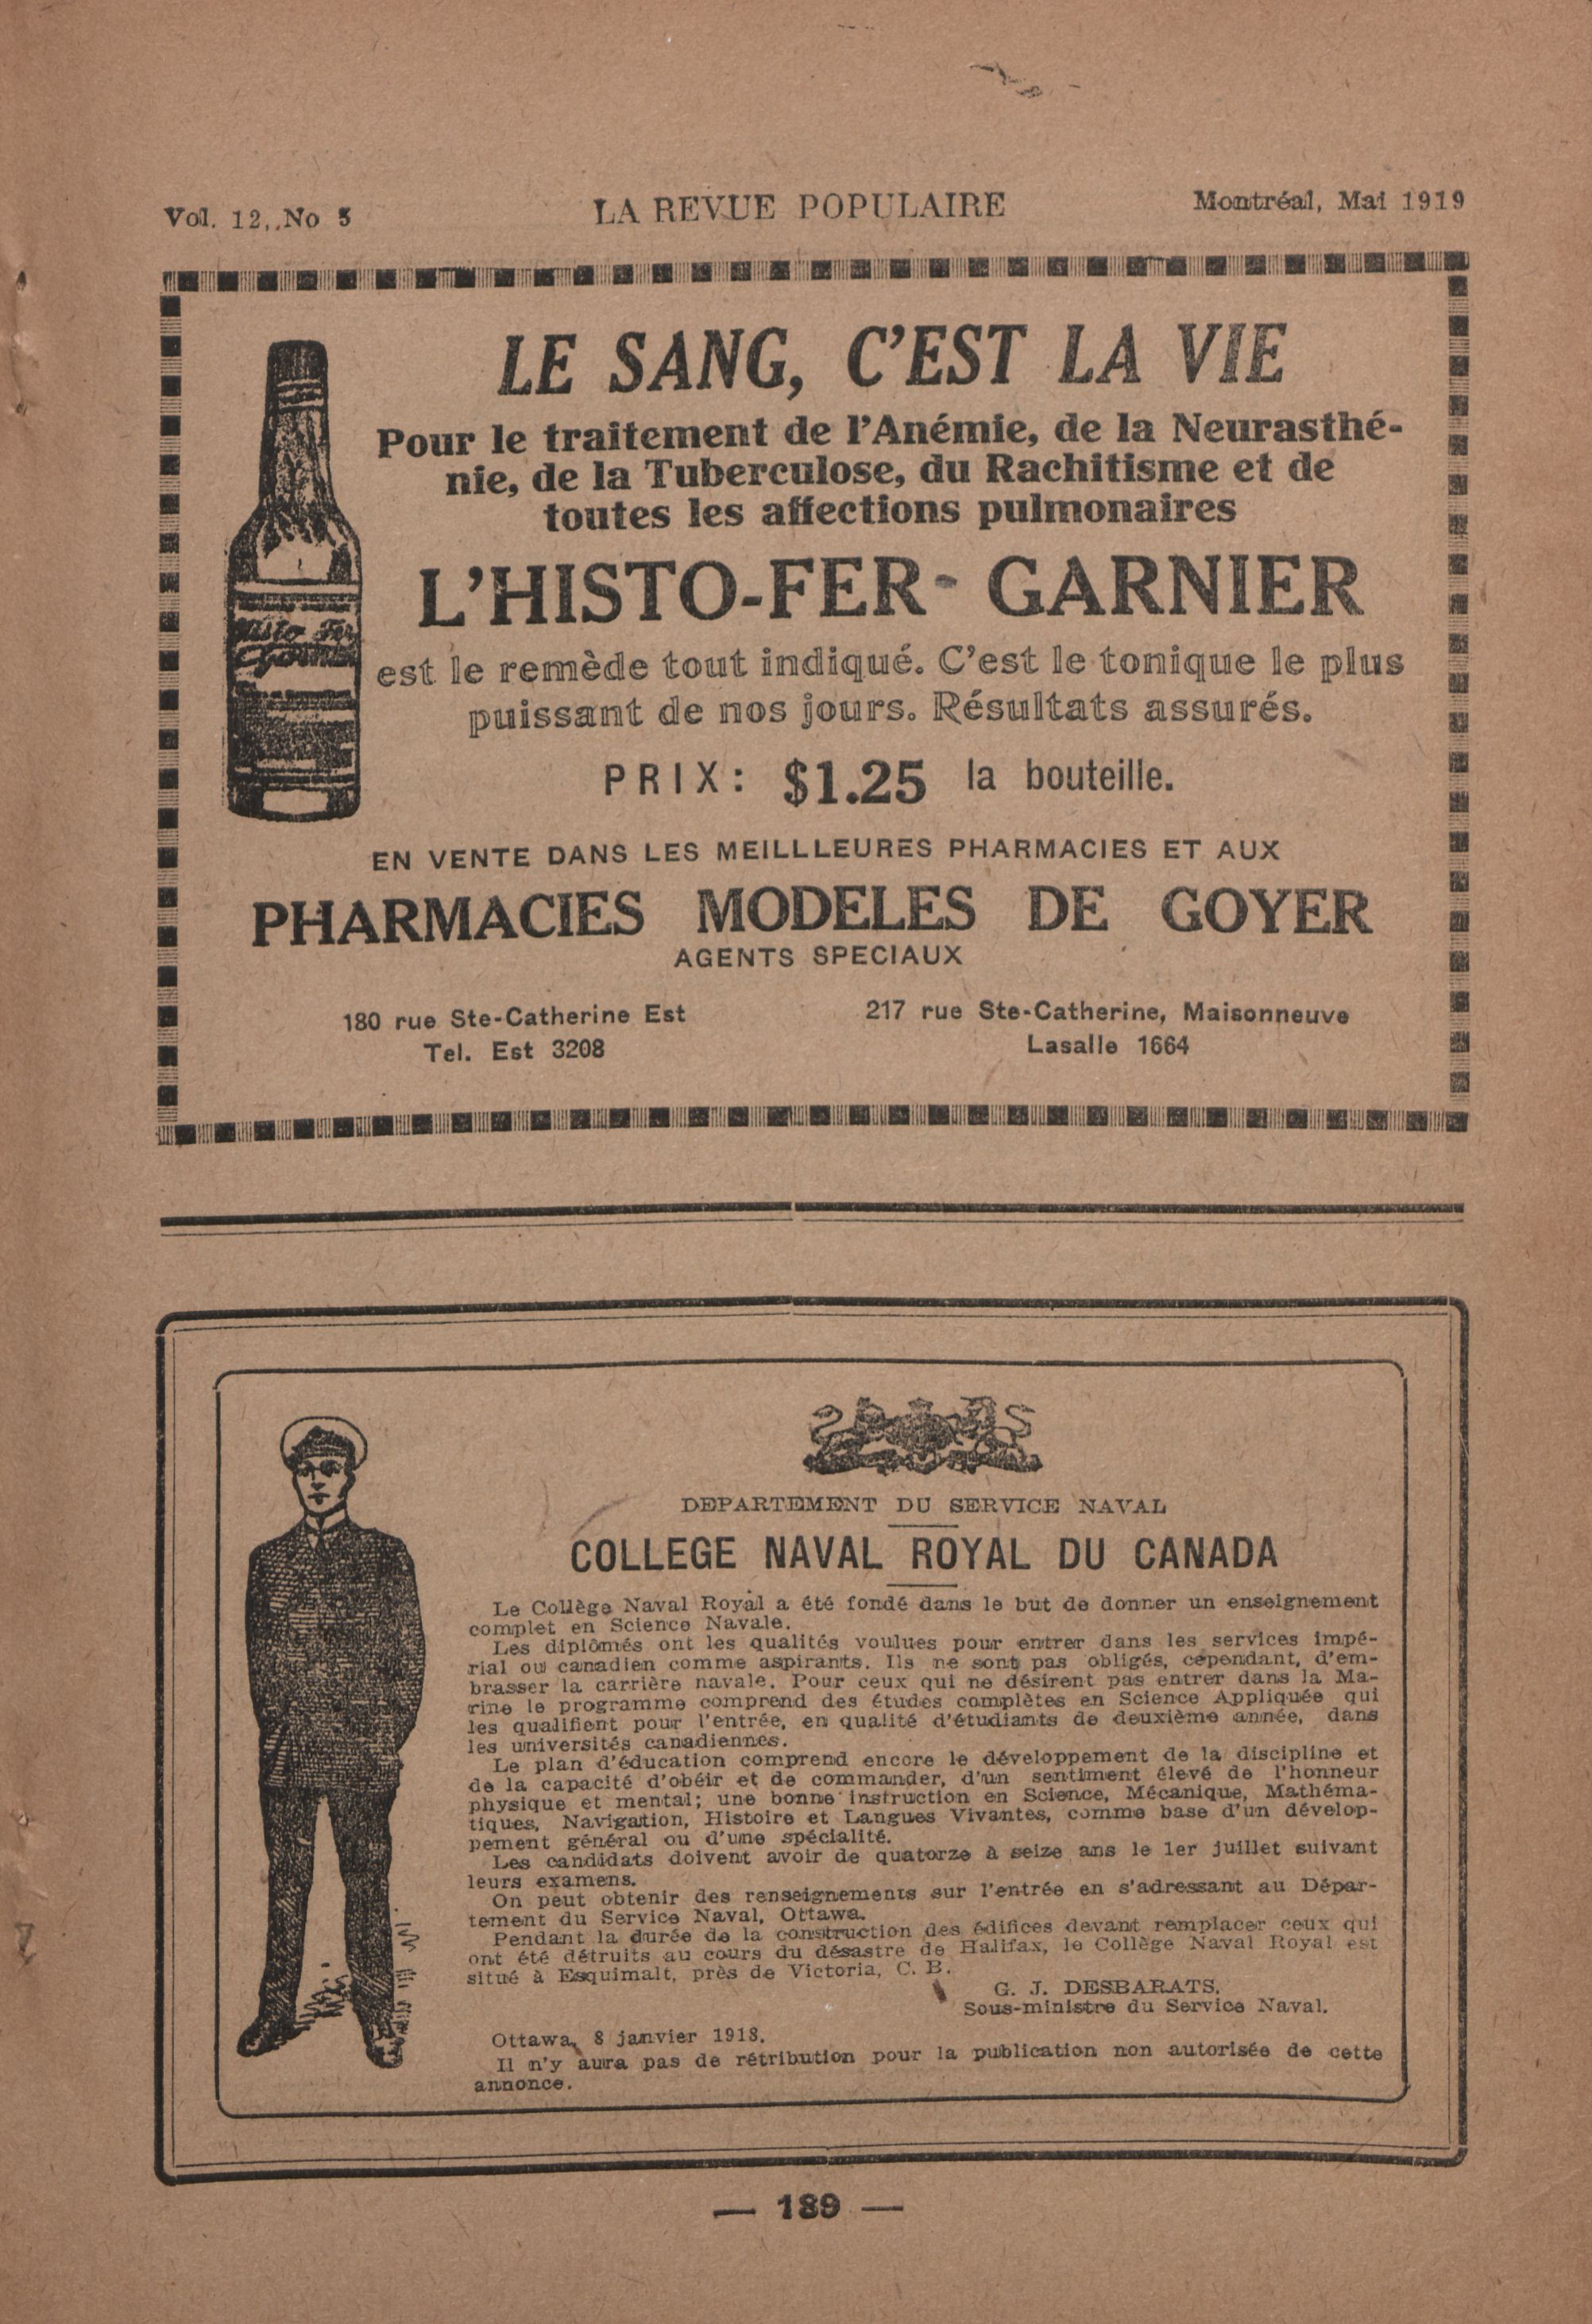 Vol. 12, No 5
LA REVUE POPULAIRE
Montréal, Mai 1919
LE SANG, C'EST LA VIE
Pour le traitement de l'Anémie, de la Neurasthé-
nie, de la Tuberculose, du Rachitisme et de
toutes les affections pulmonaires
L'HISTO-FER- GARNIER
Histo Fer
Garnier
est le remède tout indiqué. C'est le tonique le plus
puissant de nos jours. Résultats assurés.
PRIX: $1.25 la bouteille.
EN VENTE DANS LES MEILLLEURES PHARMACIES ET AUX
PHARMACIES MODELES DE GOYER
AGENTS SPECIAUX
180 rue Ste-Catherine Est
Tel. Est 3208
217 rue Ste-Catherine, Maisonneuve
Lasalle 1664
DEPARTEMENT DU SERVICE NAVAL
COLLEGE NAVAL ROYAL DU CANADA
Le Collège Naval Royal a été fondé dans le but de donner un enseignement
complet en Science Navale.
Les diplômés ont les qualités voulues pour entrer dans les services impé-
rial ou canadien comme aspirants. Ils ne sont pas obligés, cependant, d'em-
brasser la carrière navale. Pour ceux qui ne désirent pas entrer dans la Ma-
rine le programme comprend des études complètes en Science Appliquée qui
les qualifient pour l'entrée, en qualité d'étudiants de deuxième année, dans
les universités canadiennes.
Le plan d'éducation comprend encore le développement de la discipline et
de la capacité d'obéir et de commander, d'un sentiment élevé de l'honneur
physique et mental; une bonne instruction en Science, Mécanique, Mathéma-
tiques, Navigation, Histoire et Langues Vivantes, comme base d'un dévelop-
pement général ou d'une spécialité.
Les candidats doivent avoir de quatorze à seize ans le 1er juillet suivant
leurs examens.
On peut obtenir des renseignements sur l'entrée en s'adressant au Dépar-
tement du Service Naval, Ottawa.
Pendant la durée de la construction des édifices devant remplacer ceux qui
ont été détruits au cours du désastre de Halifax, le Collège Naval Royal est
situé à Esquimalt, près de Victoria, C. B.
G. J. DESBARATS,
Sous-ministre du Service Naval.
Ottawa, 8 janvier 1918.
Il n'y aura pas de rétribution pour la publication non autorisée de cette
annonce.
— 189 —